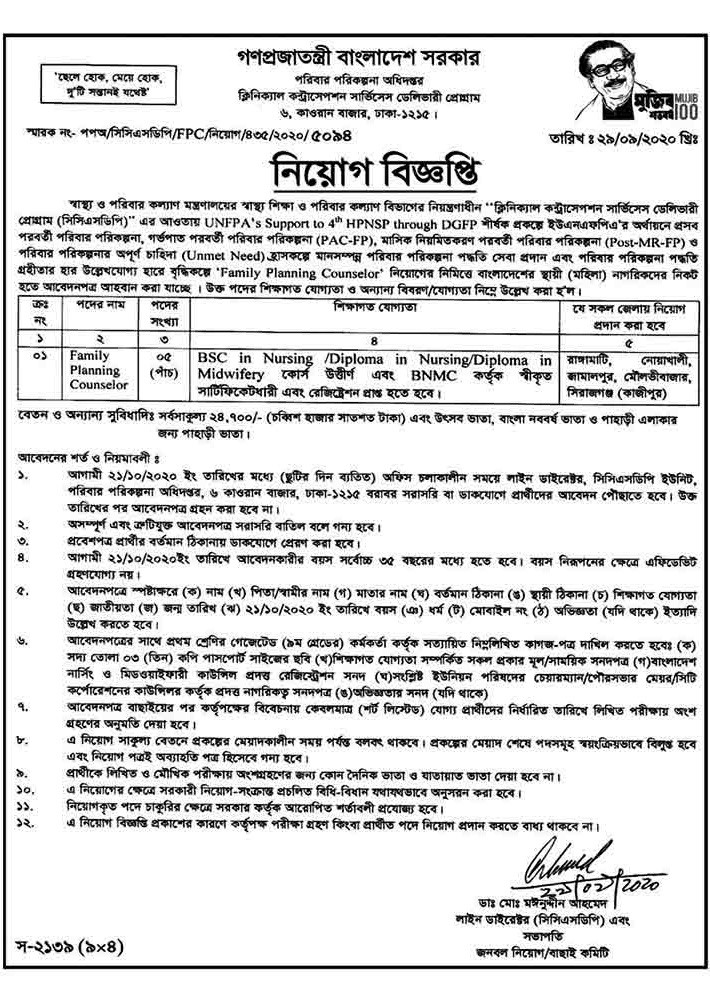 গণপ্রজাতন্ত্রী বাংলাদেশ সরকার
'ছেলে হোক, মেয়ে হোক,
দু'টি সন্তানই যথেষ্ট'
পরিবার পরিকল্পনা অধিদপ্তর
ক্লিনিক্যাল কন্ট্রাসেপশন সার্ভিসেস ডেলিভারী প্রোগ্রাম
৬, কাওরান বাজার, ঢাকা-১২১৫ ।
মুজিব MUJIB
শতবর্ষ 100
স্মারক নং- পপঅ/সিসিএসডিপি/FPC/নিয়োগ/৪৩৫/২০২০/৫০৯৪
তারিখ ঃ ২৯/০৯/২০২০ খ্রিঃ
নিয়োগ বিজ্ঞপ্তি
স্বাস্থ্য ও পরিবার কল্যাণ মন্ত্রণালয়ের স্বাস্থ্য শিক্ষা ও পরিবার কল্যাণ বিভাগের নিয়ন্ত্রণাধীন "ক্লিনিক্যাল কন্ট্রাসেপশন সার্ভিসেস ডেলিভারী
প্রোগ্রাম (সিসিএসডিপি)" এর আওতায় UNFPA's Support to 4th HPNSP through DGFP শীর্ষক প্রকল্পে ইউএনএফপিএ'র অর্থায়নে প্রসব
পরবর্তী পরিবার পরিকল্পনা, গর্ভপাত পরবর্তী পরিবার পরিকল্পনা (PAC-FP), মাসিক নিয়মিতকরণ পরবর্তী পরিবার পরিকল্পনা (Post-MR-FP) ও
পরিবার পরিকল্পনার অপূর্ণ চাহিদা (Unmet Need) হ্রাসকল্পে মানসম্পন্ন পরিবার পরিকল্পনা পদ্ধতি সেবা প্রদান এবং পরিবার পরিকল্পনা পদ্ধতি
গ্রহীতার হার উল্লেখযোগ্য হারে বৃদ্ধিকল্পে 'Family Planning Counselor' নিয়োগের নিমিত্তে বাংলাদেশের স্থায়ী (মহিলা) নাগরিকদের নিকট
হতে আবেদনপত্র আহবান করা যাচ্ছে । উক্ত পদের শিক্ষাগত যোগ্যতা ও অন্যান্য বিবরণ/যোগ্যতা নিম্নে উল্লেখ করা হ'ল।
ক্রঃ নং পদের নাম পদের সংখ্যা শিক্ষাগত যোগ্যতা যে সকল জেলায় নিয়োগ প্রদান করা হবে
১ ২ ৩ ৪ ৫
০১ Family Planning Counselor ০৫ (পাঁচ) BSC in Nursing /Diploma in Nursing/Diploma in Midwifery কোর্স উত্তীর্ণ এবং BNMC কর্তৃক স্বীকৃত সার্টিফিকেটধারী এবং রেজিষ্ট্রেশন প্রাপ্ত হতে হবে। রাঙ্গামাটি, নোয়াখালী, জামালপুর, মৌলভীবাজার, সিরাজগঞ্জ (কাজীপুর)
বেতন ও অন্যান্য সুবিধাদিঃ সর্বসাকুল্য ২৪,৭০০/- (চব্বিশ হাজার সাতশত টাকা) এবং উৎসব ভাতা, বাংলা নববর্ষ ভাতা ও পাহাড়ী এলাকার
জন্য পাহাড়ী ভাতা।
আবেদনের শর্ত ও নিয়মাবলী ঃ
১. আগামী ২১/১০/২০২০ ইং তারিখের মধ্যে (ছুটির দিন ব্যতিত) অফিস চলাকালীন সময়ে লাইন ডাইরেক্টর, সিসিএসডিপি ইউনিট,
পরিবার পরিকল্পনা অধিদপ্তর, ৬ কাওরান বাজার, ঢাকা-১২১৫ বরাবর সরাসরি বা ডাকযোগে প্রার্থীদের আবেদন পৌছাতে হবে। উক্ত
তারিখের পর আবেদনপত্র গ্রহন করা হবে না।
২. অসম্পূর্ণ এবং ত্রুটিযুক্ত আবেদনপত্র সরাসরি বাতিল বলে গন্য হবে।
৩. প্রবেশপত্র প্রার্থীর বর্তমান ঠিকানায় ডাকযোগে প্রেরণ করা হবে।
৪. আগামী ২১/১০/২০২০ইং তারিখে আবেদনকারীর বয়স সর্বোচ্চ ৩৫ বছরের মধ্যে হতে হবে। বয়স নিরূপনের ক্ষেত্রে এফিডেভিট
গ্রহণযোগ্য নয়।
৫. আবেদনপত্রে স্পষ্টাক্ষরে (ক) নাম (খ) পিতা/স্বামীর নাম (গ) মাতার নাম (ঘ) বর্তমান ঠিকানা (ঙ) স্থায়ী ঠিকানা (চ) শিক্ষাগত যোগ্যতা
(ছ) জাতীয়তা (জ) জন্ম তারিখ (ঝ) ২১/১০/২০২০ ইং তারিখে বয়স (ঞ) ধর্ম (ট) মোবাইল নং (ঠ) অভিজ্ঞতা (যদি থাকে) ইত্যাদি
উল্লেখ করতে হবে।
৬. আবেদনপত্রের সাথে প্রথম শ্রেণির গেজেটেড (৯ম গ্রেডের) কর্মকর্তা কর্তৃক সত্যায়িত নিম্নলিখিত কাগজ-পত্র দাখিল করতে হবেঃ (ক)
সদ্য তোলা ০৩ (তিন) কপি পাসপোর্ট সাইজের ছবি (খ)শিক্ষাগত যোগ্যতা সম্পর্কিত সকল প্রকার মূল/সাময়িক সনদপত্র (গ)বাংলাদেশ
নার্সিং ও মিডওয়াইফারী কাউন্সিল প্রদত্ত রেজিস্ট্রেশন সনদ (ঘ)সংশ্লিষ্ট ইউনিয়ন পরিষদের চেয়ারম্যান/পৌরসভার মেয়র/সিটি
কর্পোরেশনের কাউন্সিলর কর্তৃক প্রদত্ত নাগরিকত্ব সনদপত্র (ঙ)অভিজ্ঞতার সনদ (যদি থাকে)
৭. আবেদনপত্র বাছাইয়ের পর কর্তৃপক্ষের বিবেচনায় কেবলমাত্র (শর্ট লিস্টেড) যোগ্য প্রার্থীদের নির্ধারিত তারিখে লিখিত পরীক্ষায় অংশ
গ্রহণের অনুমতি দেয়া হবে।
৮. এ নিয়োগ সাকুল্য বেতনে প্রকল্পের মেয়াদকালীন সময় পর্যন্ত বলবৎ থাকবে। প্রকল্পের মেয়াদ শেষে পদসমূহ স্বয়ংক্রিয়ভাবে বিলুপ্ত হবে
এবং নিয়োগ পত্রই অব্যাহতি পত্র হিসেবে গন্য হবে।
৯. প্রার্থীকে লিখিত ও মৌখিক পরীক্ষায় অংশগ্রহণের জন্য কোন দৈনিক ভাতা ও যাতায়াত ভাতা দেয়া হবে না।
১০. এ নিয়োগের ক্ষেত্রে সরকারী নিয়োগ-সংক্রান্ত প্রচলিত বিধি-বিধান যথাযথভাবে অনুসরন করা হবে।
১১. নিয়োগকৃত পদে চাকুরির ক্ষেত্রে সরকার কর্তৃক আরোপিত শর্তাবলী প্রযোজ্য হবে।
১২. এ নিয়োগ বিজ্ঞপ্তি প্রকাশের কারণে কর্তৃপক্ষ পরীক্ষা গ্রহণ কিংবা প্রার্থীত পদে নিয়োগ প্রদান করতে বাধ্য থাকবে না।
ডাঃ মোঃ মঈনুদ্দীন আহমেদ
লাইন ডাইরেক্টর (সিসিএসডিপি) এবং
সভাপতি
জনবল নিয়োগ/বাছাই কমিটি
স-২১৩৯ (৯×৪)